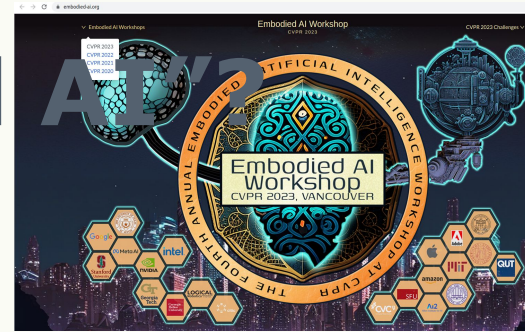 embodied-ai.org
Embodied AI Workshops
Embodied AI Workshop
CVPR 2023
CVPR 2023 Challenges
CVPR 2023
CVPR 2022
CVPR 2021
CVPR 2020
AI"?
THE FOURTH ANNUAL EMBODIED ARTIFICIAL INTELLIGENCE WORKSHOP AT CVPR
Embodied AI
Workshop
CVPR 2023, VANCOUVER
Google
Meta AI
intel
Stanford
NVIDIA
Georgia
Tech
LOGICAL
Adobe
MIT
QUT
amazon
SFU
CVC
Ai2